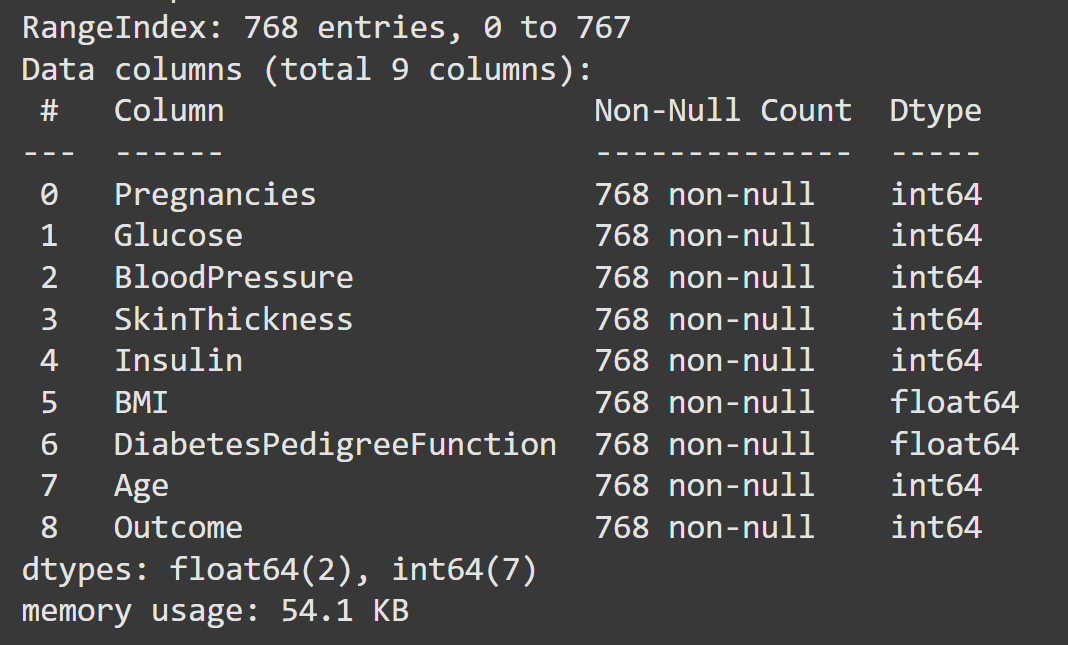 RangeIndex: 768 entries, 0 to 767
Data columns (total 9 columns):
 #   Column                    Non-Null Count  Dtype
---  ------                    --------------  -----
 0   Pregnancies               768 non-null    int64
 1   Glucose                   768 non-null    int64
 2   BloodPressure             768 non-null    int64
 3   SkinThickness             768 non-null    int64
 4   Insulin                   768 non-null    int64
 5   BMI                       768 non-null    float64
 6   DiabetesPedigreeFunction  768 non-null    float64
 7   Age                       768 non-null    int64
 8   Outcome                   768 non-null    int64
dtypes: float64(2), int64(7)
memory usage: 54.1 KB